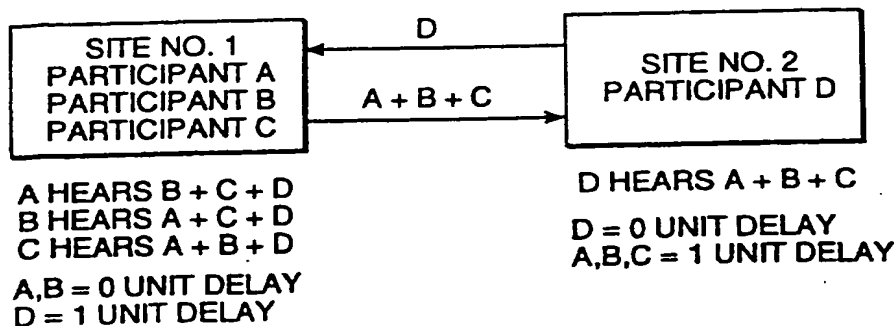 SITE NO. 1
PARTICIPANT A
PARTICIPANT B
PARTICIPANT C
D
A + B + C
SITE NO. 2
PARTICIPANT D
A HEARS B + C + D
B HEARS A + C + D
C HEARS A + B + D
A,B = 0 UNIT DELAY
D = 1 UNIT DELAY
D HEARS A + B + C
D = 0 UNIT DELAY
A,B,C = 1 UNIT DELAY